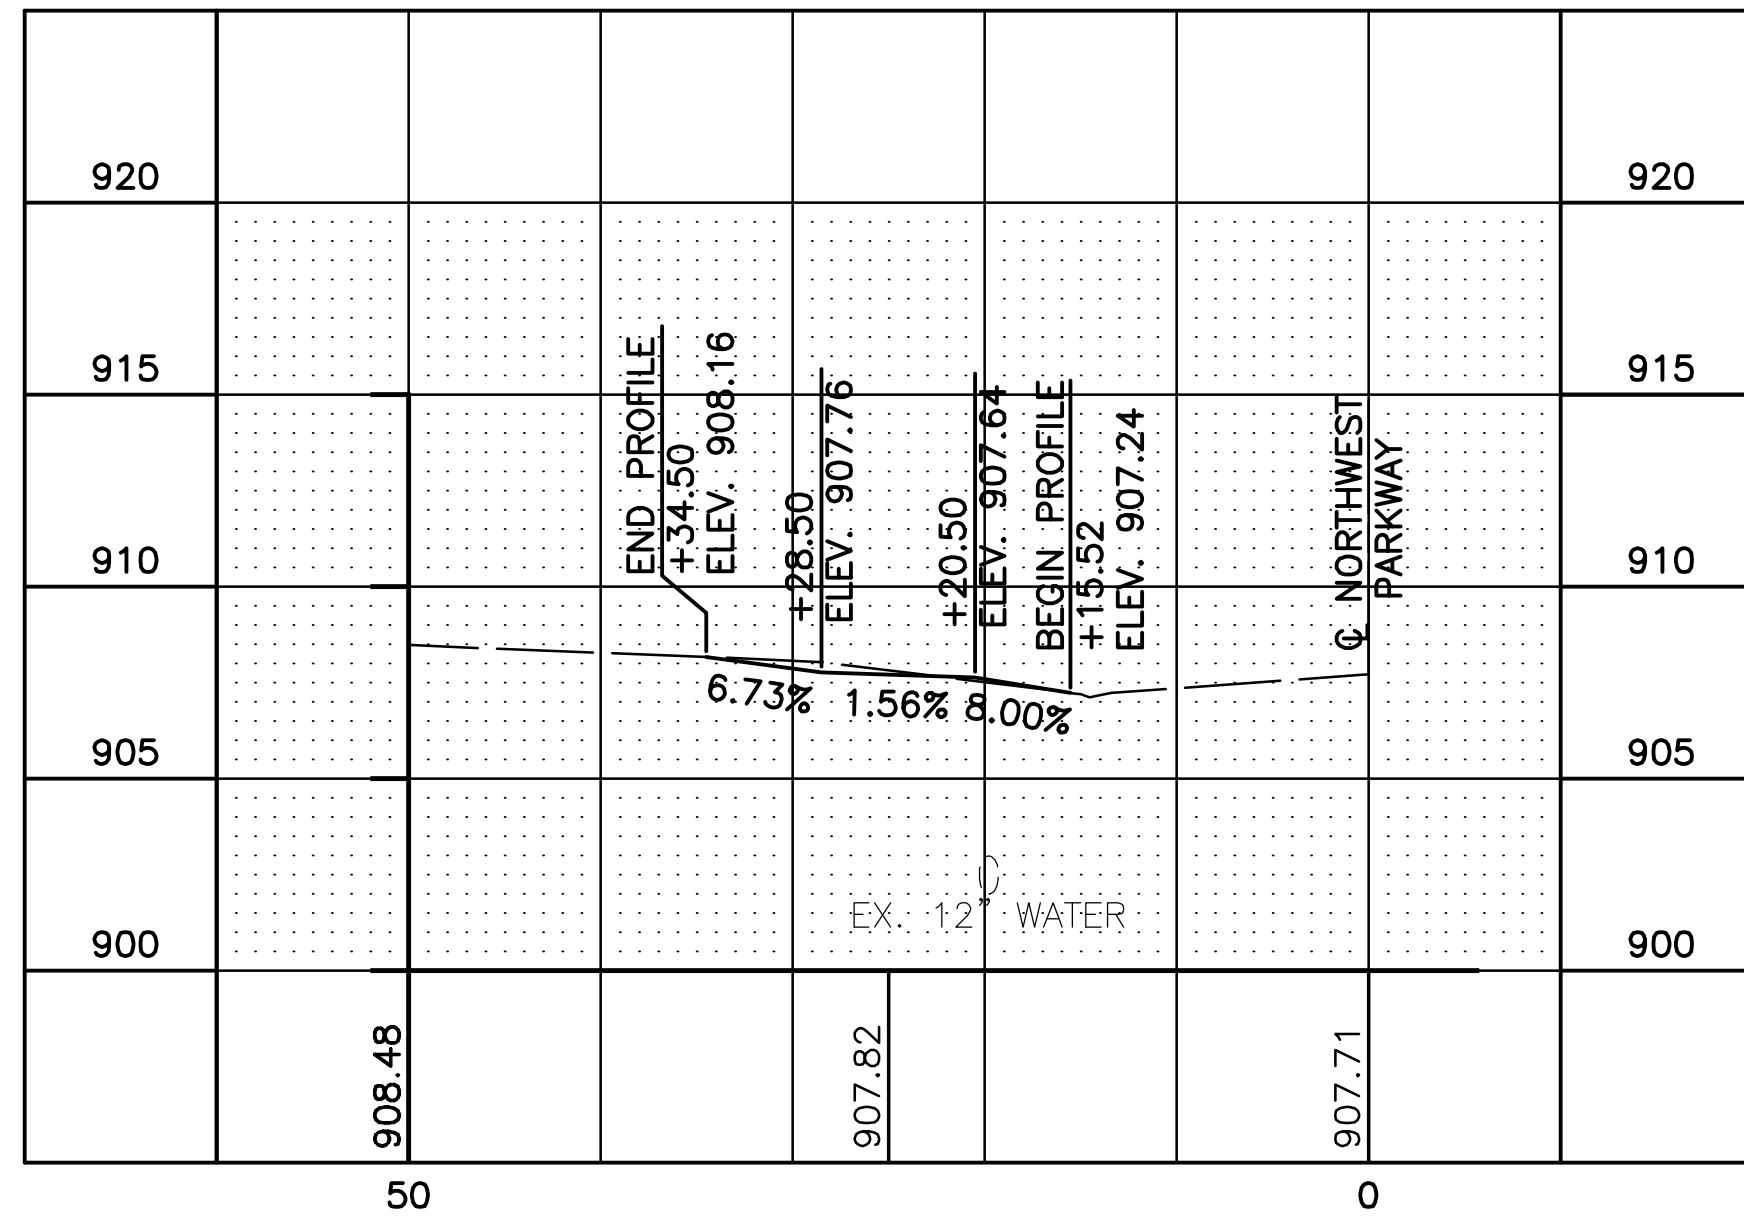 920
920
915
915
910
910
905
905
900
900
END PROFILE
+34.50
ELEV. 908.16
+28.50
ELEV. 907.76
+20.50
ELEV. 907.64
BEGIN PROFILE
+15.52
ELEV. 907.24
℄ NORTHWEST
PARKWAY
6.73%
1.56%
8.00%
EX. 12" WATER
908.48
907.82
907.71
50
0